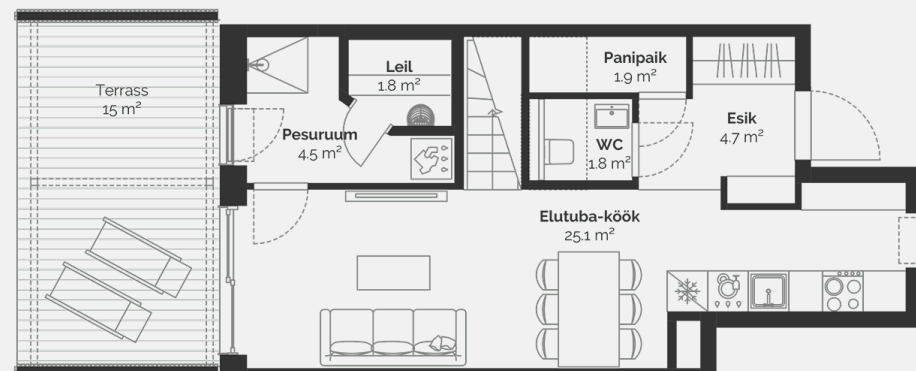 Terrass
15 m²
Leil
1.8 m²
Pesuruum
4.5 m²
Panipaik
1.9 m²
WC
1.8 m²
Esik
4.7 m²
Elutuba-köök
25.1 m²